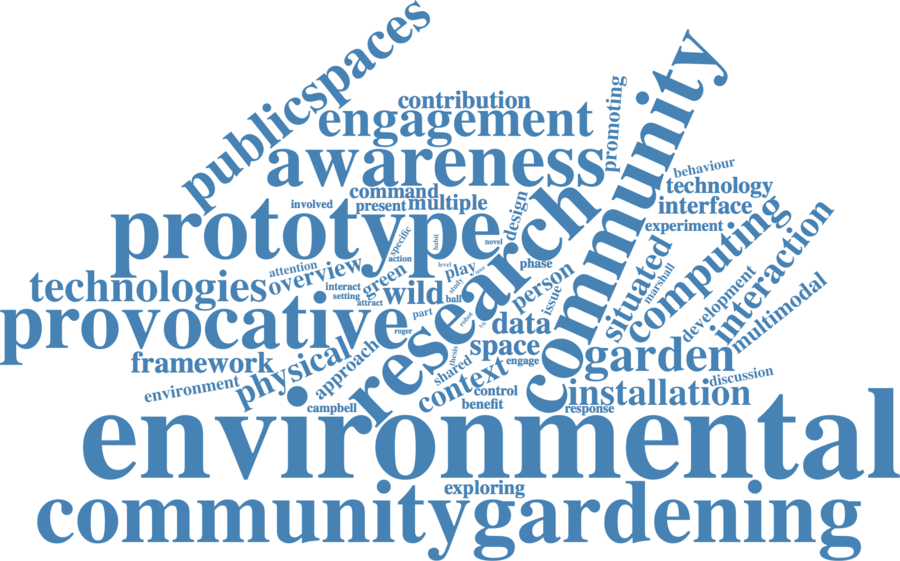 publicspaces
contribution
engagement
promoting
community
awareness
behaviour
command
technology
involved
present
multiple
design
interface
prototype
research
experiment
specific
habit
novel
computing
interaction
action
situated
attention
overview
level
play
phase
marshall
technologies
interact
green
study
user
person
setting
wild
ball
issue
development
multimodal
attract
part
robot
data
provocative
roger
space
garden
framework
physical
approach
thesis
engage
shared
context
discussion
environment
control
installation
campbell
benefit
response
environmental
exploring
communitygardening